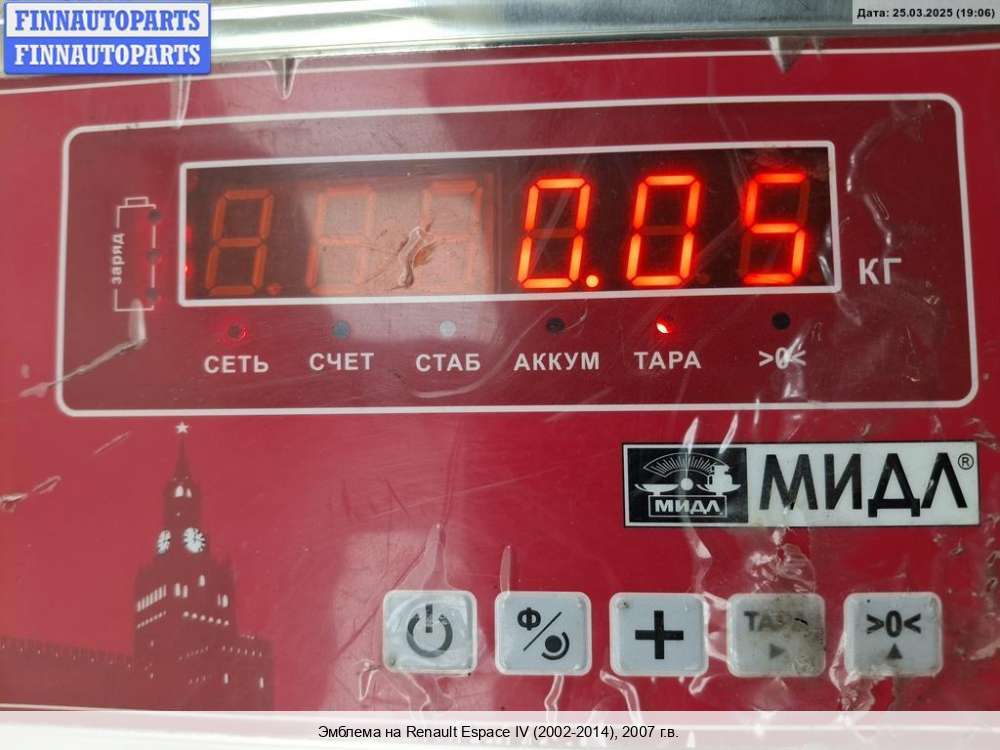 FINNAUTOPARTS
FINNAUTOPARTS
Дата: 25.03.2025 (19:06)
заряд
0.05
КГ
СЕТЬ СЧЕТ СТАБ АККУМ ТАРА >0<
МИДЛ МИДЛ®
Ф/
+
>0<
Эмблема на Renault Espace IV (2002-2014), 2007 г.в.